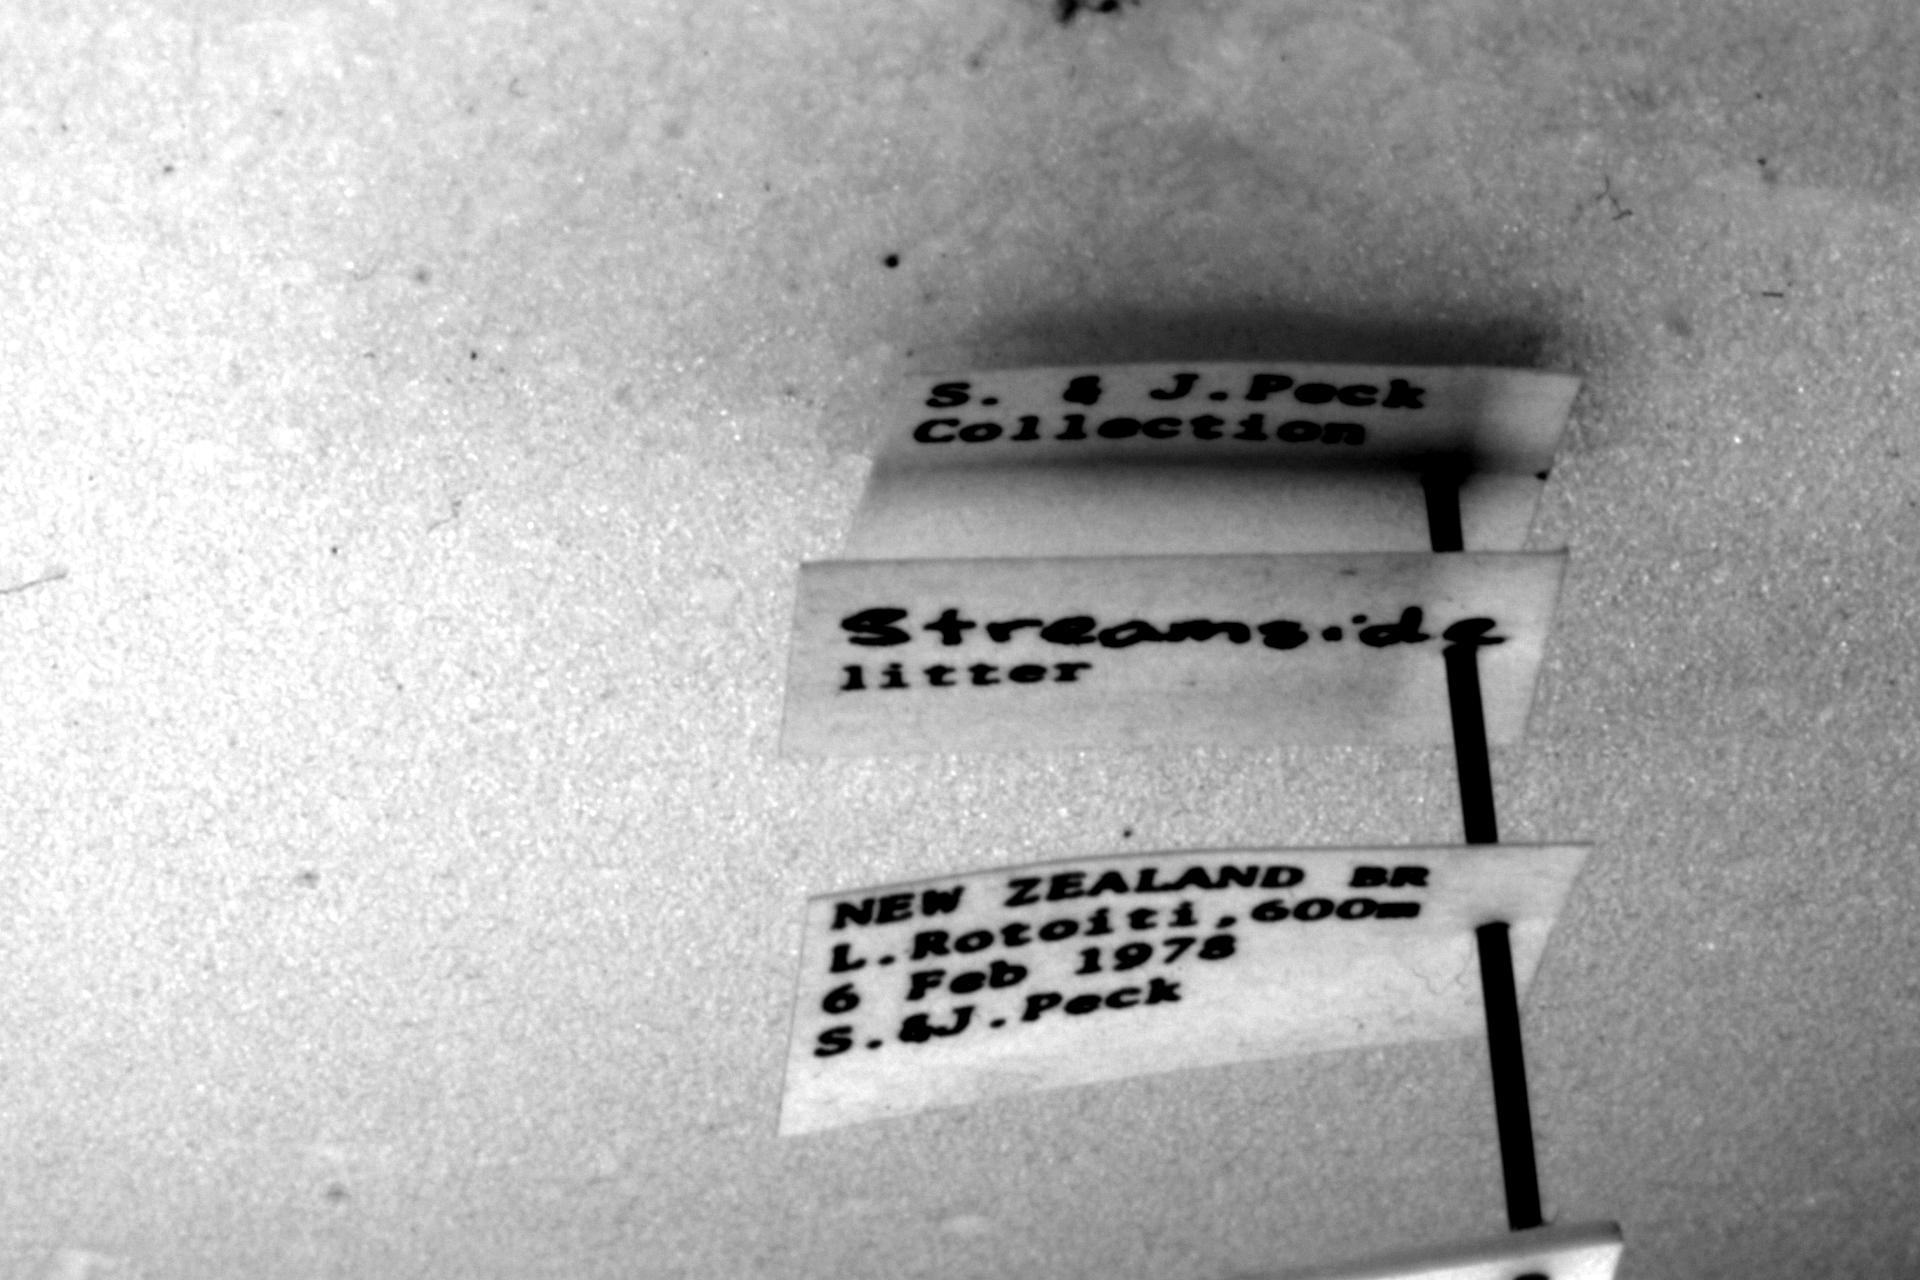 S. & J.Peck
Collection
Streamside
litter
NEW ZEALAND BR
L.Rotoiti,600m
6 Feb 1978
S.&J.Peck